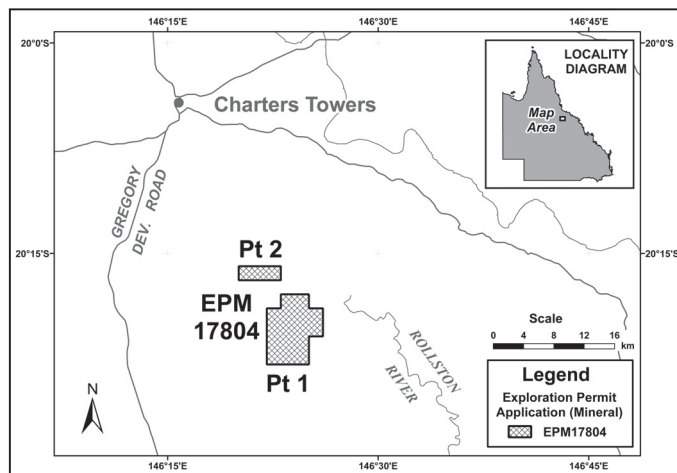 146°15'E
146°30'E
146°45'E
20°0'S
20°0'S
LOCALITY
DIAGRAM
Map
Area
Charters Towers
GREGORY
DEV. ROAD
20°15'S
20°15'S
Pt 2
EPM
17804
Pt 1
ROLLSTON
RIVER
N
Scale
0 4 8 12 16
km
Legend
Exploration Permit
Application (Mineral)
EPM17804
146°15'E
146°30'E
146°45'E